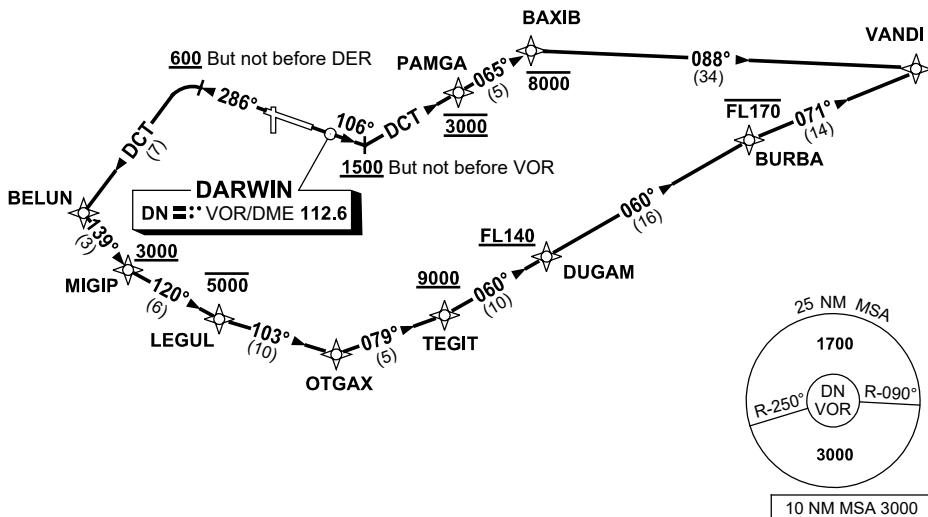 BAXIB
VANDI
600 But not before DER
PAMGA
065°
(5)
8000
088°
(34)
286°
106°
DCT
3000
FL170
071°
(14)
BURBA
1500 But not before VOR
DCT
(7)
DARWIN
DN VOR/DME 112.6
BELUN
139°
(3)
3000
MIGIP
120°
(6)
5000
LEGUL
103°
(10)
OTGAX
079°
(5)
9000
TEGIT
060°
(10)
FL140
DUGAM
060°
(16)
25 NM MSA
1700
R-250°
DN
VOR
R-090°
3000
10 NM MSA 3000